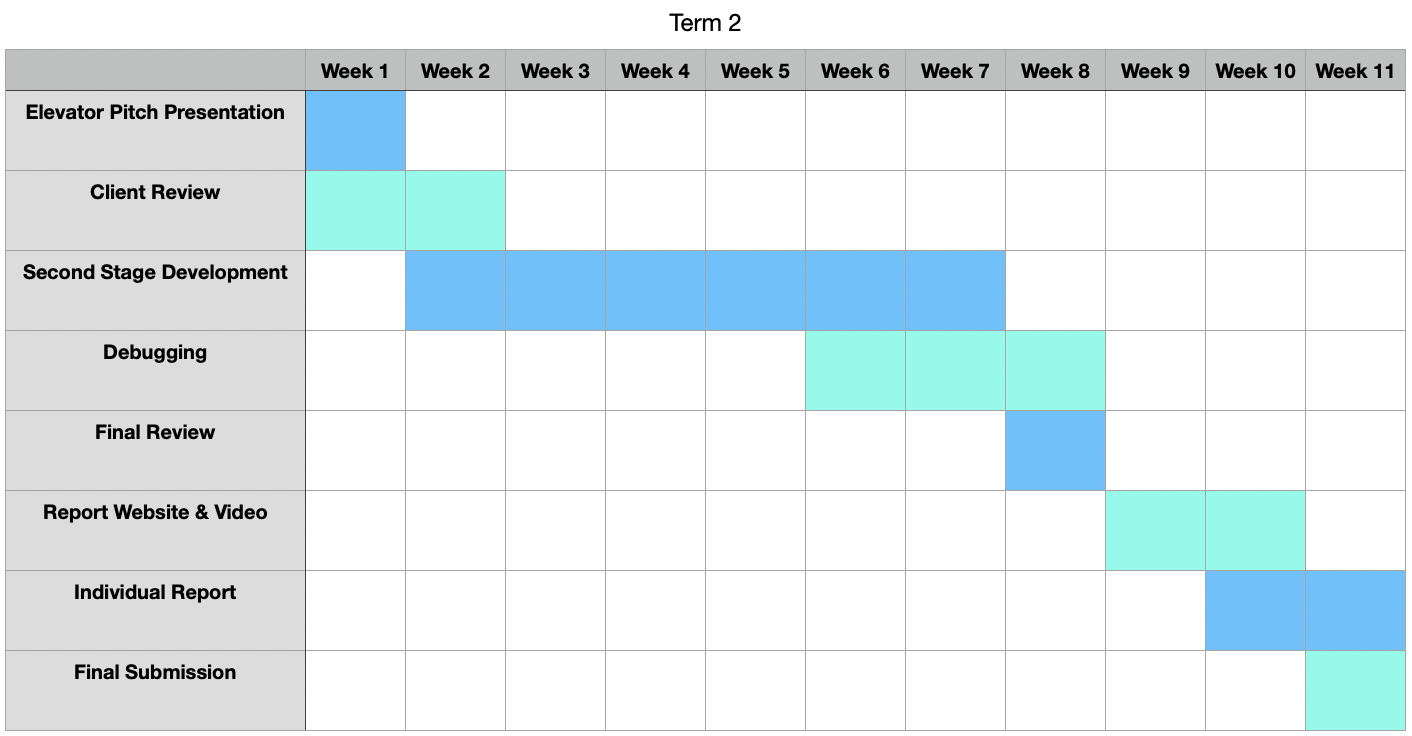 Term 2
Week 1 Week 2 Week 3 Week 4 Week 5 Week 6 Week 7 Week 8 Week 9 Week 10 Week 11
Elevator Pitch Presentation
Client Review
Second Stage Development
Debugging
Final Review
Report Website & Video
Individual Report
Final Submission